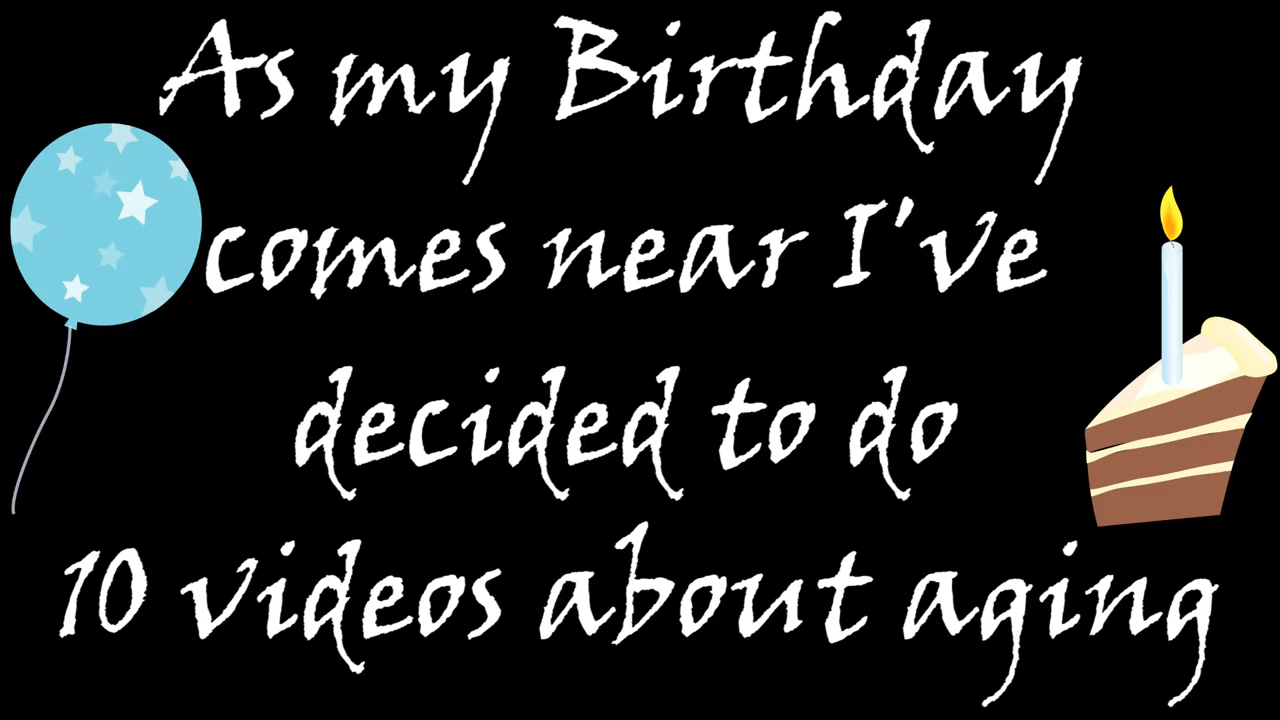 As my Birthday
comes near I've
decided to do
10 videos about aging